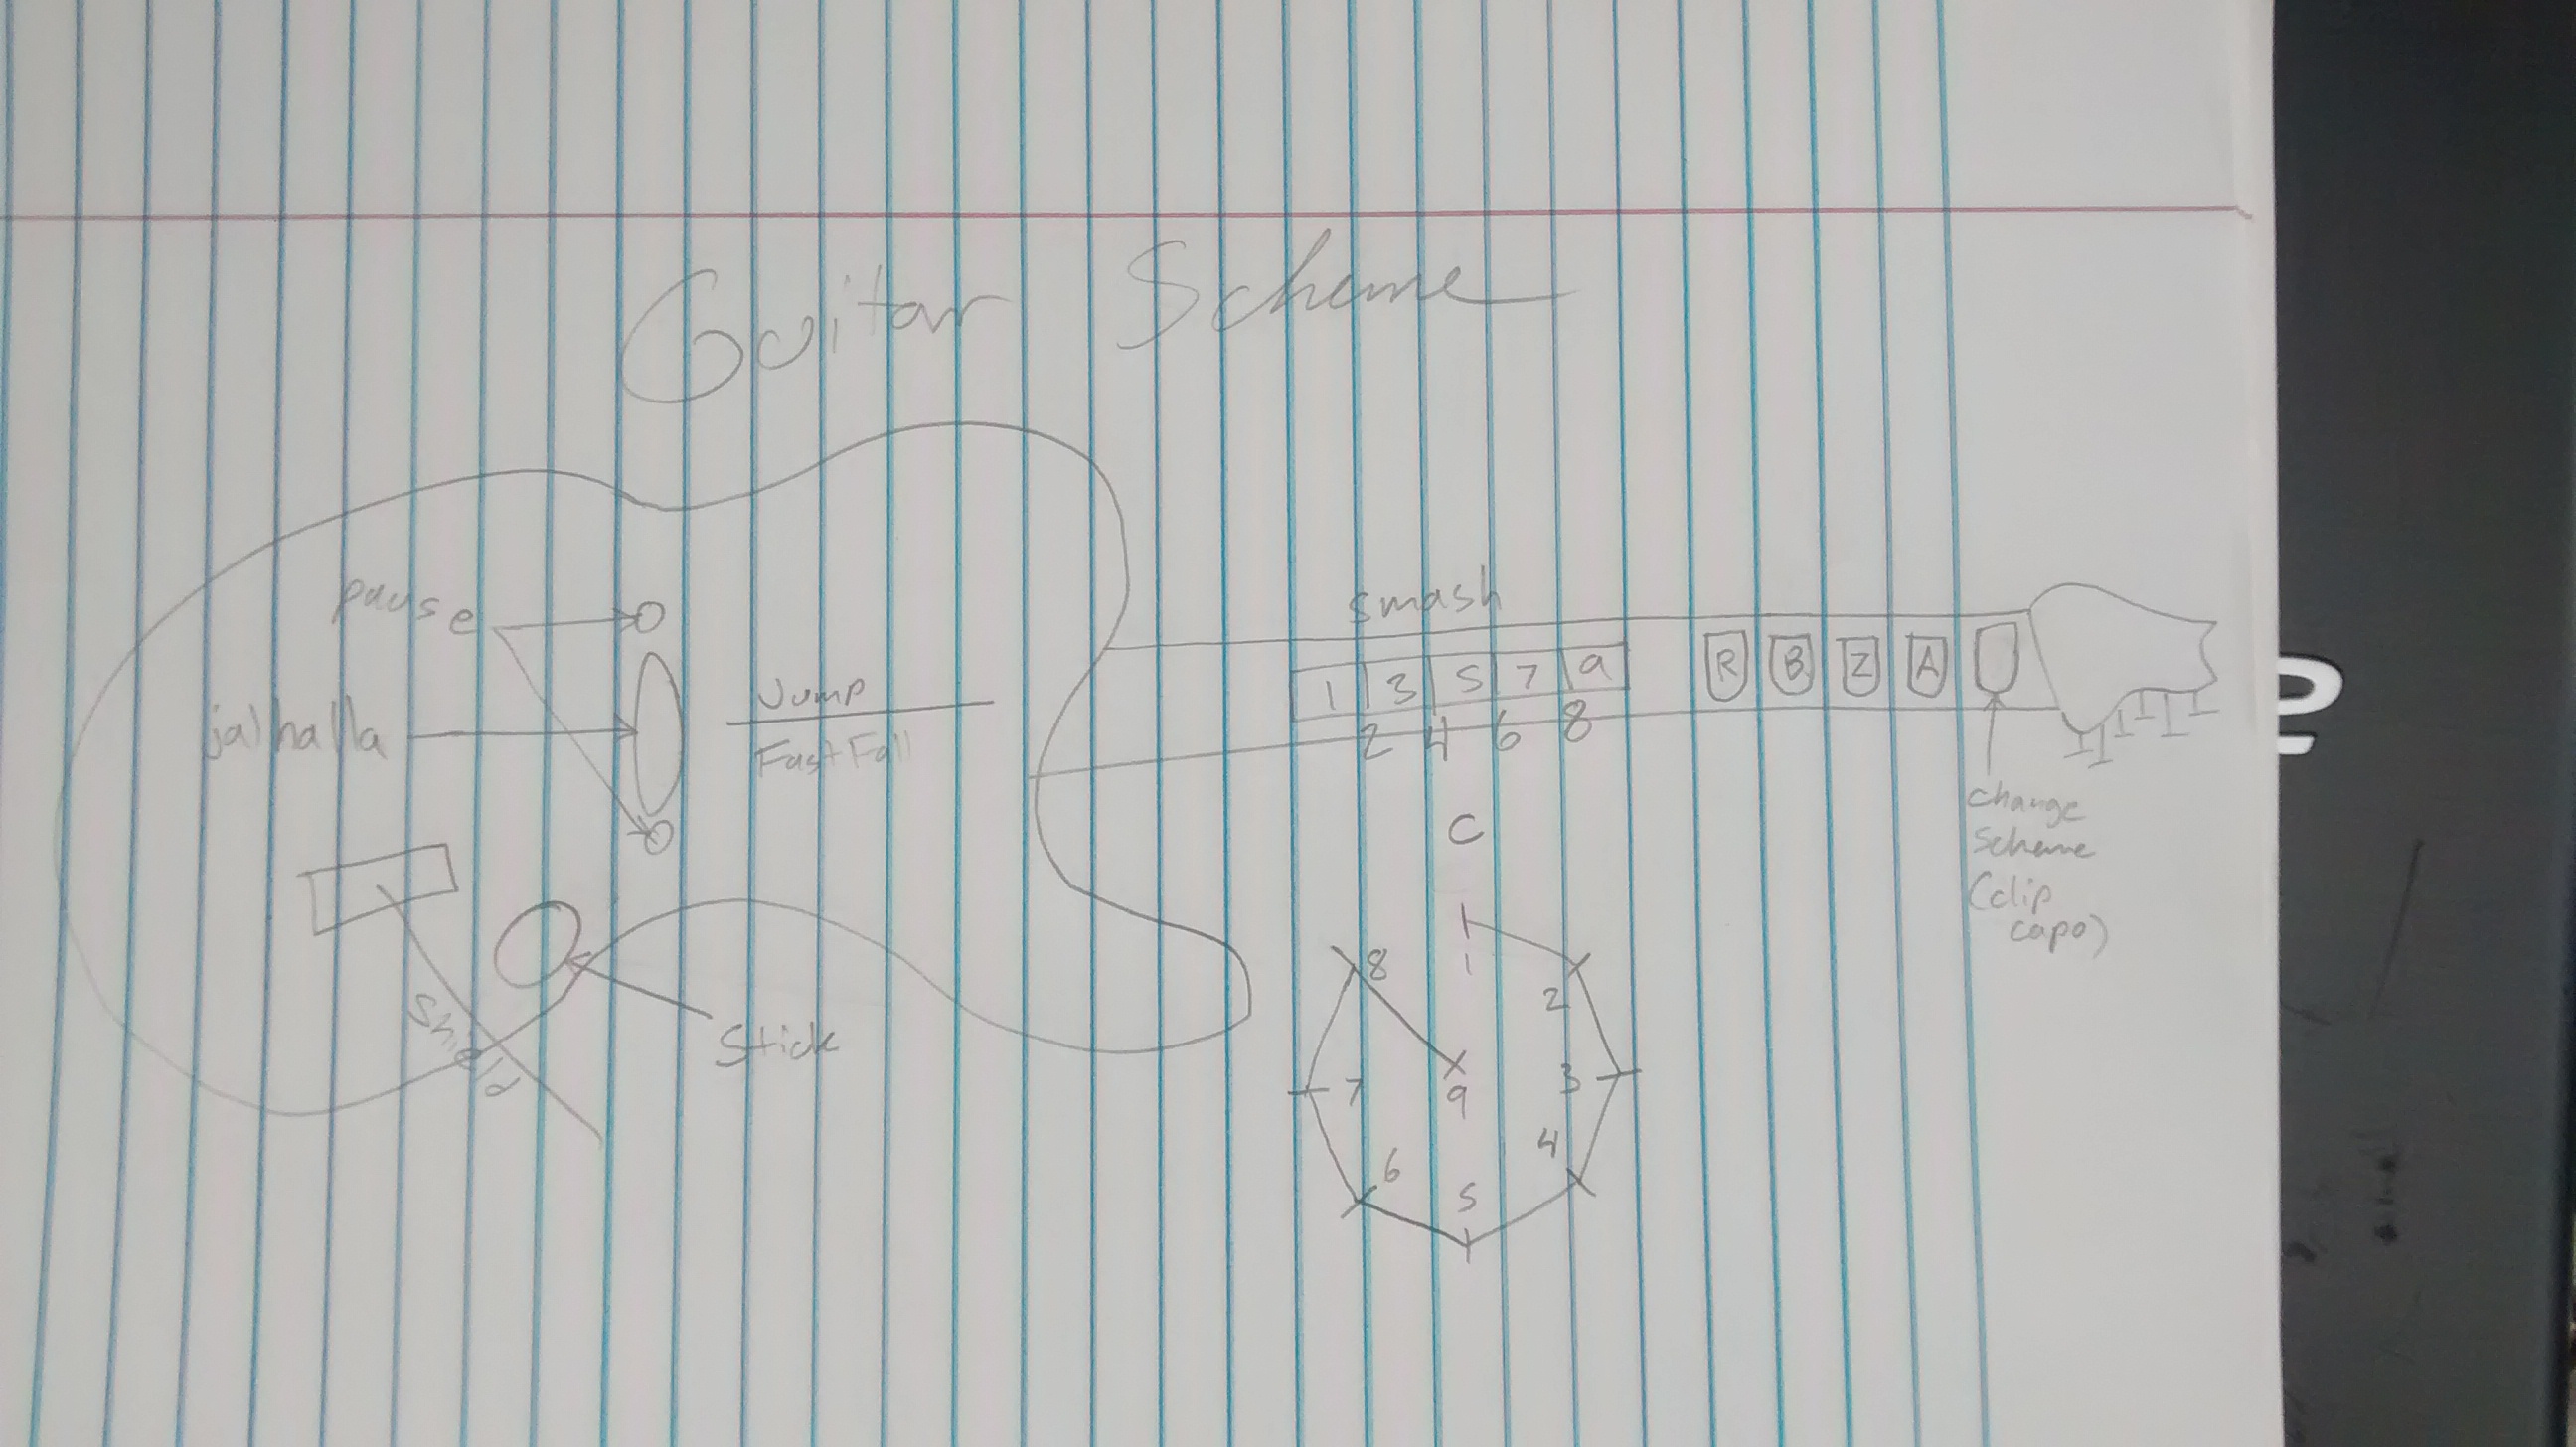 Guitar Scheme
pause
jalhalla
Jump
Fast Fall
shield
Stick
smash
1 3 5 7 9
2 4 6 8
R B Z A
change
scheme
(clip
capo)
C
1
8
2
7
9
3
6
4
5